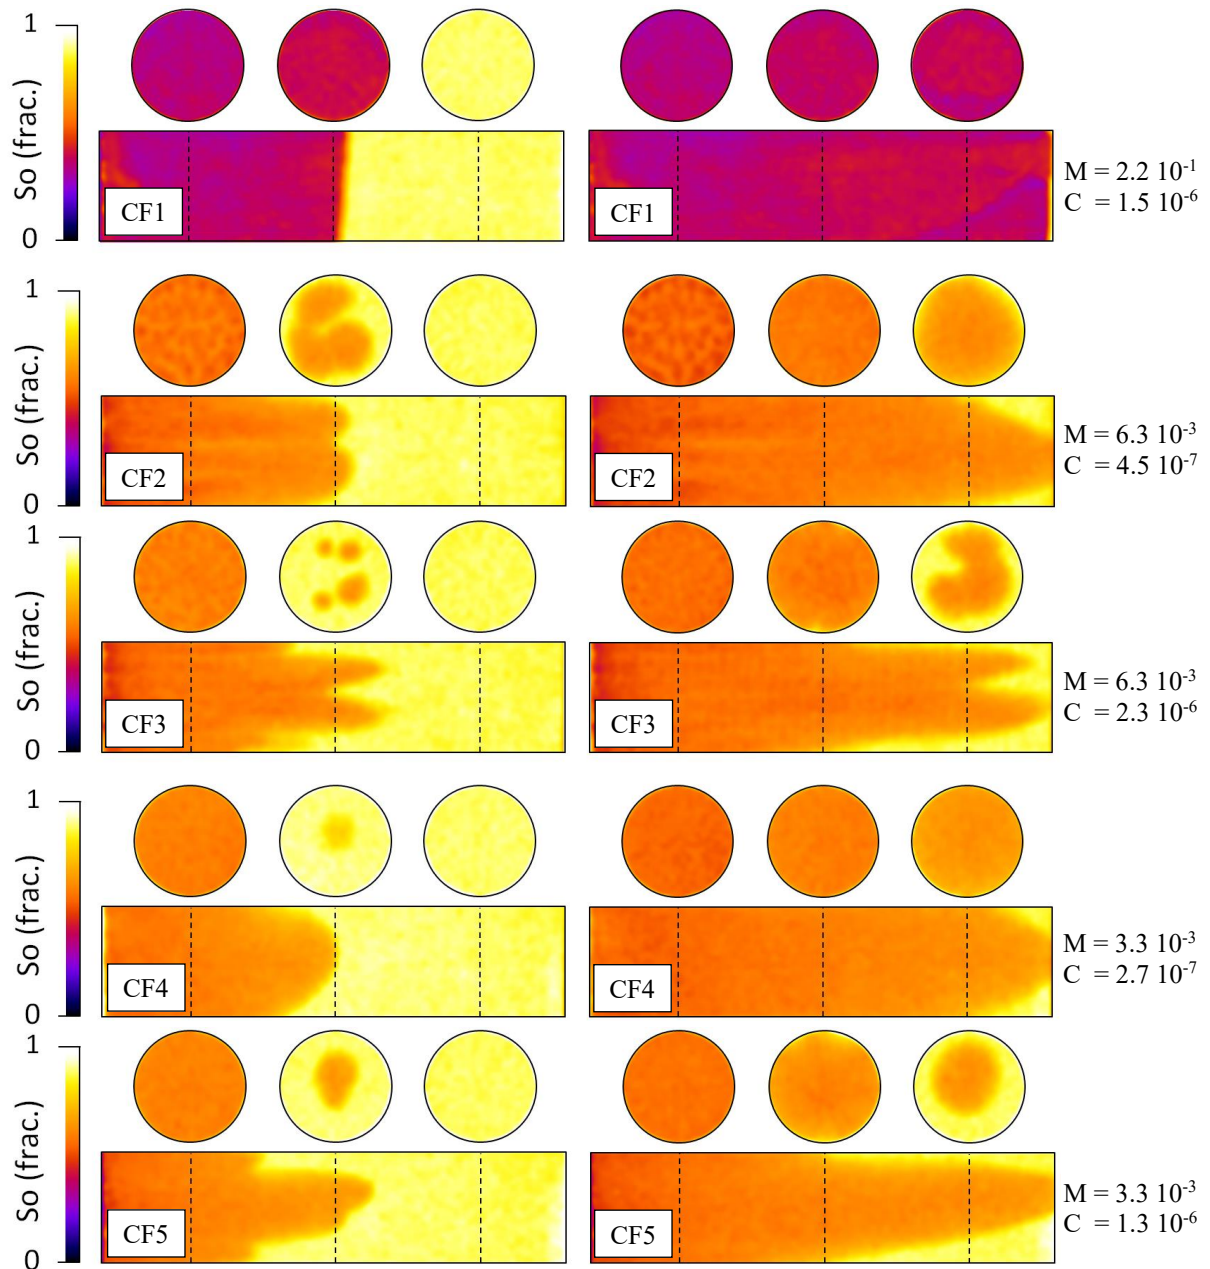 1
So (frac.)
0
CF1
CF1
M = 2.2 10⁻¹
C = 1.5 10⁻⁶
1
So (frac.)
0
CF2
CF2
M = 6.3 10⁻³
C = 4.5 10⁻⁷
1
So (frac.)
0
CF3
CF3
M = 6.3 10⁻³
C = 2.3 10⁻⁶
1
So (frac.)
0
CF4
CF4
M = 3.3 10⁻³
C = 2.7 10⁻⁷
1
So (frac.)
0
CF5
CF5
M = 3.3 10⁻³
C = 1.3 10⁻⁶